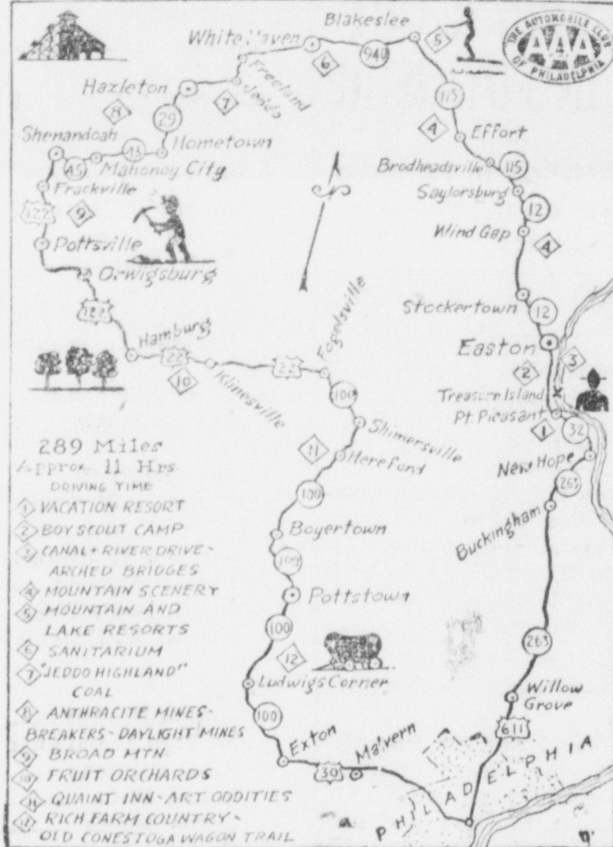 Blakeslee
THE AUTOMOBILE CLUB
AAA
OF PHILADELPHIA
White Haven
940
5
6
Freeland
Jeddo
7
Hazleton
8
29
115
4
Effort
Shenandoah
45
45
Hometown
Mahonoy City
Brodheadsville
115
Saylorsburg
12
Frackville
122
9
Wind Gap
4
Pottsville
Orwigsburg
Stockertown
12
122
Easton
2
3
Hamburg
22
10
Klinesville
22
Fogelsville
100
Treasure Island
Pt. Pleasant
1
32
Shimersville
11
Hereford
New Hope
263
Buckingham
100
Boyertown
100
Pottstown
100
12
263
Ludwigs Corner
100
Willow
Grove
611
Exton
30
Malvern
PHILADELPHIA
289 Miles
Approx 11 Hrs
DRIVING TIME
1 VACATION RESORT
2 BOY SCOUT CAMP
3 CANAL + RIVER DRIVE -
ARCHED BRIDGES
4 MOUNTAIN SCENERY
5 MOUNTAIN AND
LAKE RESORTS
6 SANITARIUM
7 "JEDDO HIGHLAND"
COAL
8 ANTHRACITE MINES -
BREAKERS - DAYLIGHT MINES
9 BROAD MTN.
10 FRUIT ORCHARDS
11 QUAINT INN - ART ODDITIES
12 RICH FARM COUNTRY -
OLD CONESTOGA WAGON TRAIL